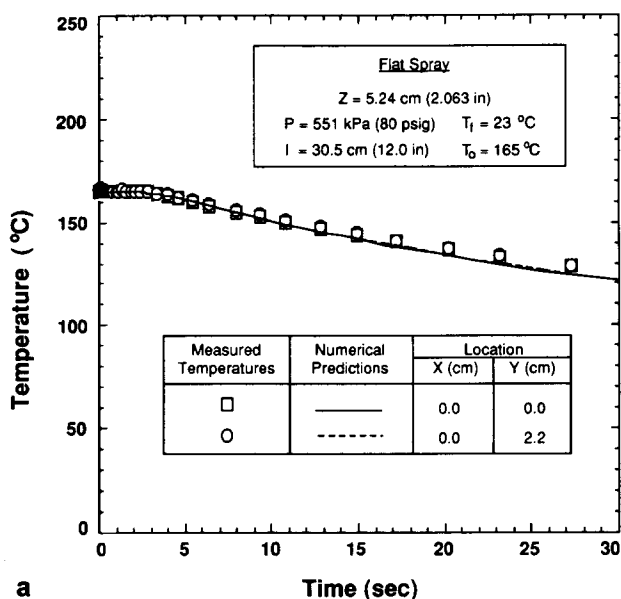 250
200
150
100
50
0
Temperature (°C)
Flat Spray
Z = 5.24 cm (2.063 in)
P = 551 kPa (80 psig) Tf = 23 °C
l = 30.5 cm (12.0 in) To = 165 °C
Measured Temperatures
Numerical Predictions
Location
X (cm) Y (cm)
0.0 0.0
0.0 2.2
0 5 10 15 20 25 30
a
Time (sec)